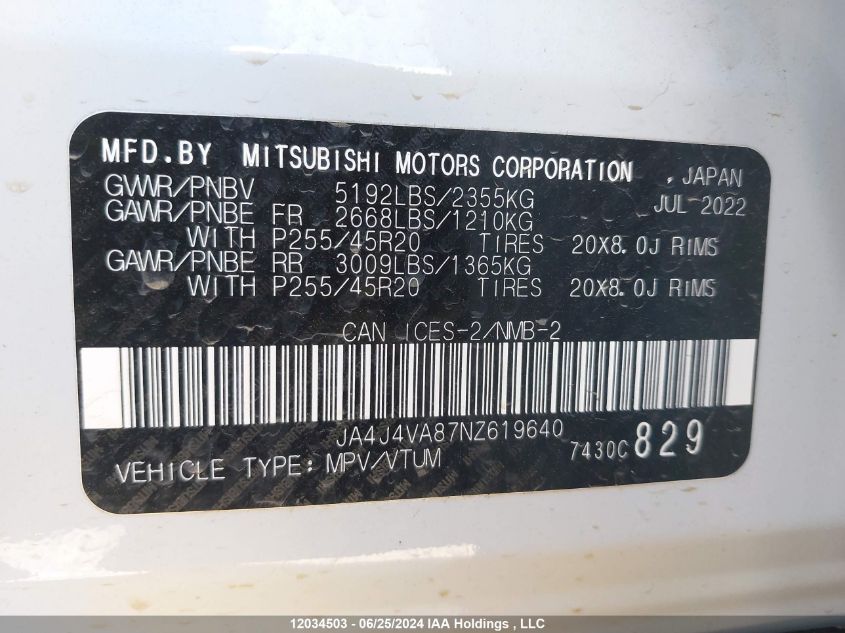 MFD.BY MITSUBISHI MOTORS CORPORATION , JAPAN
GWWR/PNBV 5192LBS/2355KG JUL 2022
GAWR/PNBE FR 2668LBS/1210KG
WITH P255/45R20 TIRES 20X8.0J RIMS
GAWR/PNBE RR 3009LBS/1365KG
WITH P255/45R20 TIRES 20X8.0J RIMS
CAN ICES-2/NMB-2
JA4J4VA87NZ619640
7430C 829
VEHICLE TYPE: MPV/VTUM
12034503 - 06/25/2024 IAA Holdings , LLC